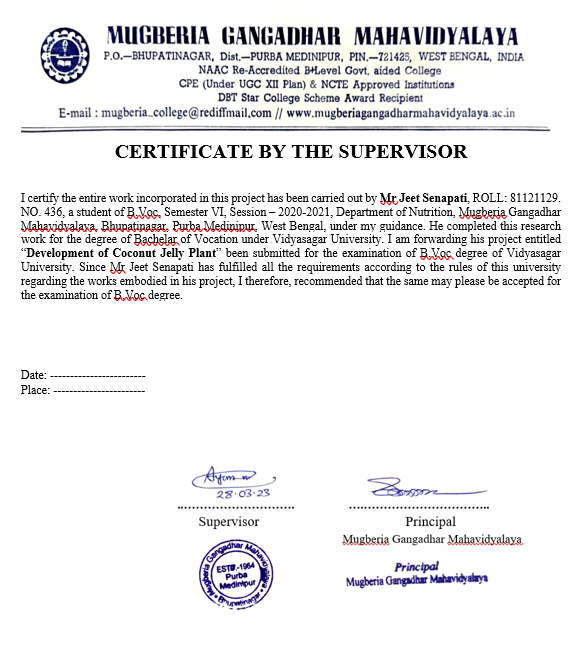 MUGBERIA GANGADHAR MAHAVIDYALAYA
P.O.—BHUPATINAGAR, Dist.—PURBA MEDINIPUR, PIN.—721425, WEST BENGAL, INDIA
NAAC Re-Accredited B+Level Govt. aided College
CPE (Under UGC XII Plan) & NCTE Approved Institutions
DBT Star College Scheme Award Recipient
E-mail : mugberia_college@rediffmail.com // www.mugberiagangadharmahavidyalaya.ac.in
CERTIFICATE BY THE SUPERVISOR
I certify the entire work incorporated in this project has been carried out by Mr Jeet Senapati, ROLL: 81121129.
NO. 436, a student of B.Voc, Semester VI, Session – 2020-2021, Department of Nutrition, Mugberia Gangadhar
Mahavidyalaya, Bhupatinagar, Purba Medinipur, West Bengal, under my guidance. He completed this research
work for the degree of Bachelar of Vocation under Vidyasagar University. I am forwarding his project entitled
“Development of Coconut Jelly Plant” been submitted for the examination of B.Voc degree of Vidyasagar
University. Since Mr Jeet Senapati has fulfilled all the requirements according to the rules of this university
regarding the works embodied in his project, I therefore, recommended that the same may please be accepted for
the examination of B.Voc degree.
Date: ------------------------
Place: -----------------------
28.03.23
Supervisor
Principal
Mugberia Gangadhar Mahavidyalaya
Mugberia Gangadhar Mahavidyalaya
ESTD.-1964
Purba
Medinipur
Bhupatinagar
Principal
Mugberia Gangadhar Mahavidyalaya